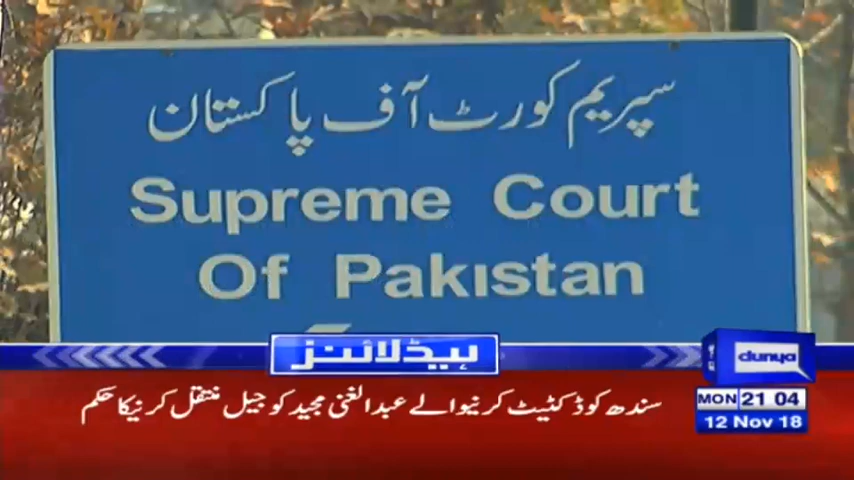 سپریم کورٹ آف پاکستان
Supreme Court
Of Pakistan
ہیڈلائنز
dunya
سندھ کو ڈکٹیٹ کرنیوالے عبدالغنی مجید کو جیل منتقل کرنیکا حکم
MON 21 04
12 Nov 18